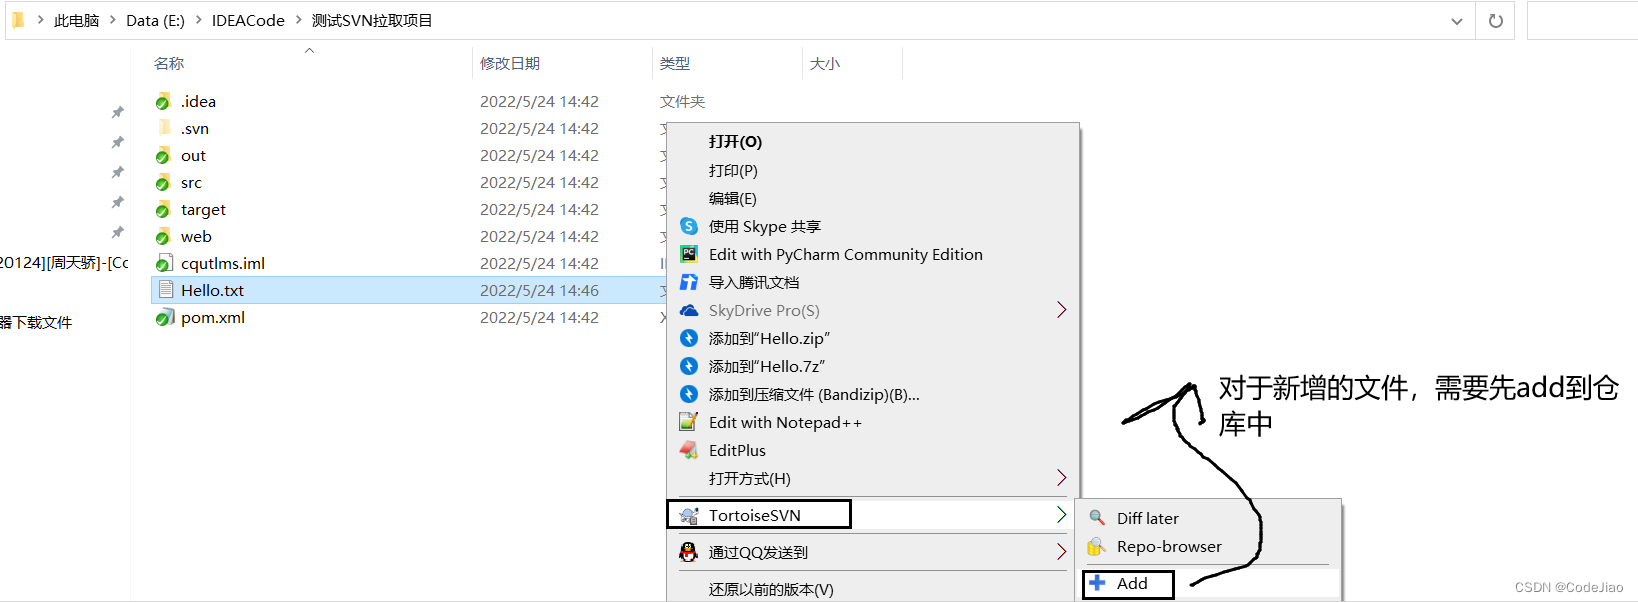 此电脑 > Data (E:) > IDEACode > 测试SVN拉取项目
名称 修改日期 类型 大小
.idea 2022/5/24 14:42 文件夹
.svn 2022/5/24 14:42
out 2022/5/24 14:42
src 2022/5/24 14:42
target 2022/5/24 14:42
web 2022/5/24 14:42
20124][周天骄]-[Cc
cqutlms.iml 2022/5/24 14:42
Hello.txt 2022/5/24 14:46
pom.xml 2022/5/24 14:42
器下载文件
打开(O)
打印(P)
编辑(E)
使用 Skype 共享
Edit with PyCharm Community Edition
导入腾讯文档
SkyDrive Pro(S)
添加到“Hello.zip”
添加到“Hello.7z”
添加到压缩文件 (Bandizip)(B)...
Edit with Notepad++
EditPlus
打开方式(H)
TortoiseSVN
通过QQ发送到
还原以前的版本(V)
Diff later
Repo-browser
Add
对于新增的文件，需要先add到仓
库中
CSDN @CodeJiao